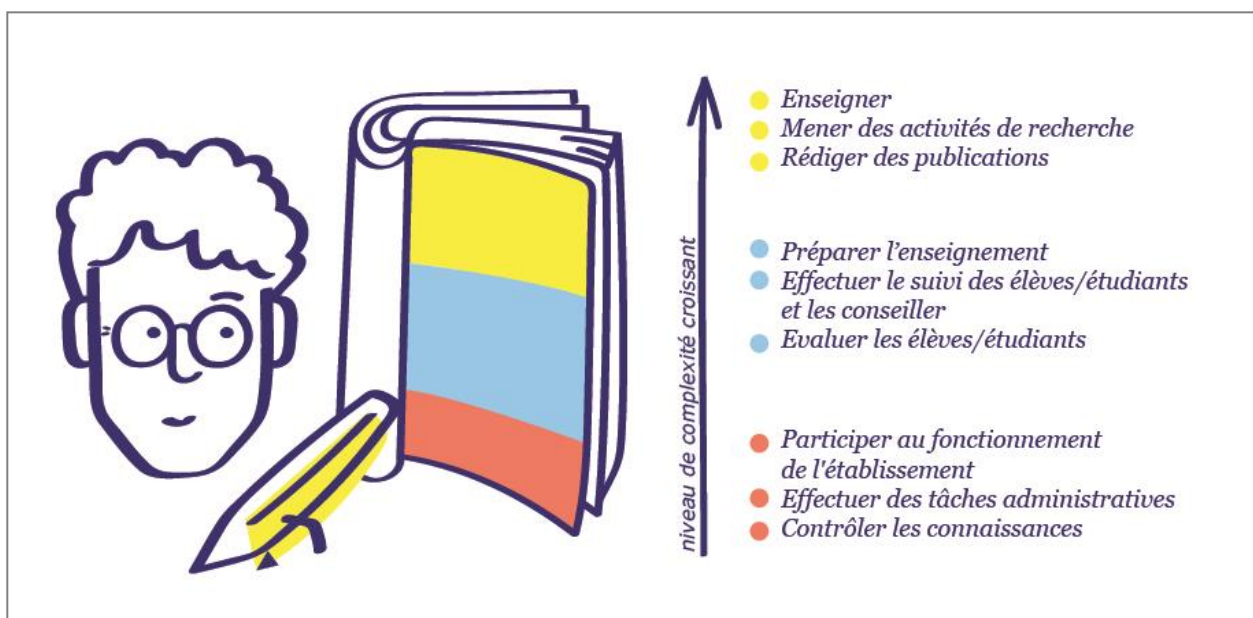 Enseigner
Mener des activités de recherche
Rédiger des publications
niveau de complexité croissant
Préparer l'enseignement
Effectuer le suivi des élèves/étudiants
et les conseiller
Evaluer les élèves/étudiants
Participer au fonctionnement
de l'établissement
Effectuer des tâches administratives
Contrôler les connaissances